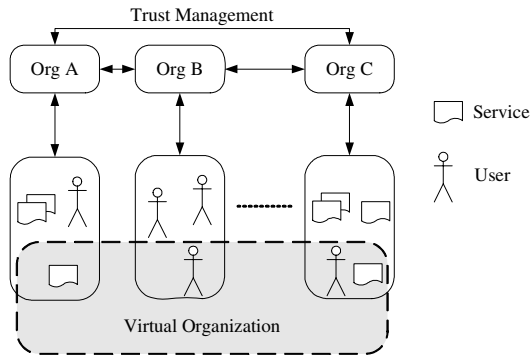 Trust Management
Org A
Org B
Org C
Service
User
Virtual Organization